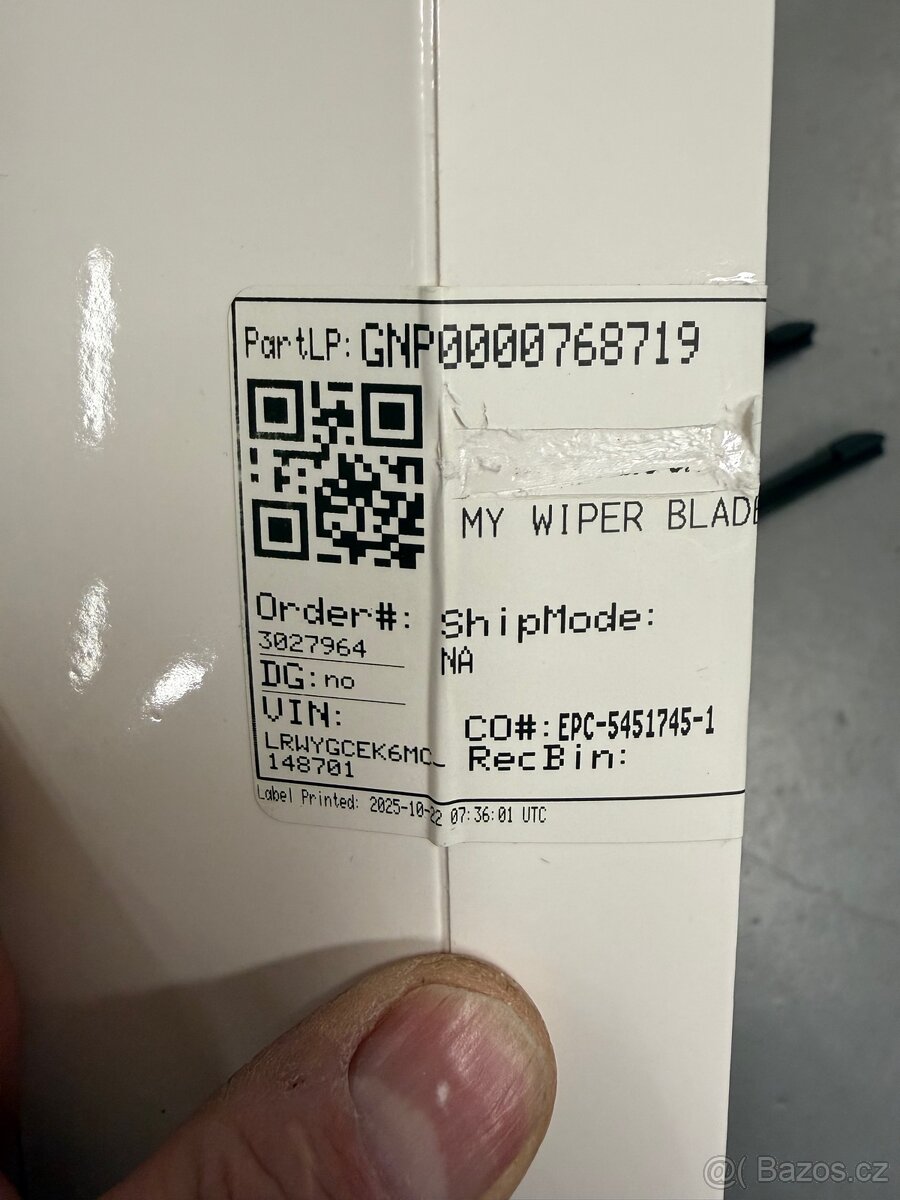 PartLP: GNP0000768719
MY WIPER BLADE
Order#:
3027964
ShipMode:
NA
DG: no
VIN:
LRWYGCEK6MC
148701
CO#: EPC-5451745-1
RecBin:
Label Printed: 2025-10-22 07:36:01 UTC
@( Bazos.cz